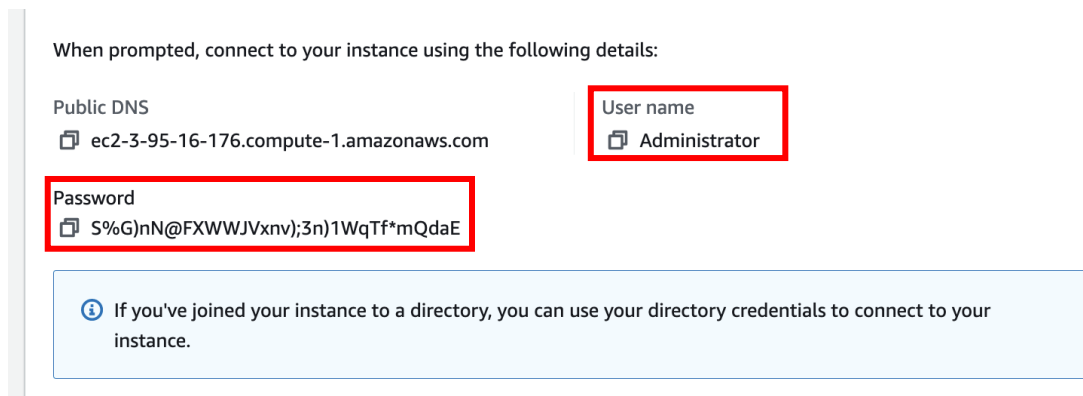 When prompted, connect to your instance using the following details:
Public DNS
ec2-3-95-16-176.compute-1.amazonaws.com
User name
Administrator
Password
S%G)nN@FXWWJVxnv);3n)1WqTf*mQdaE
If you've joined your instance to a directory, you can use your directory credentials to connect to your
instance.